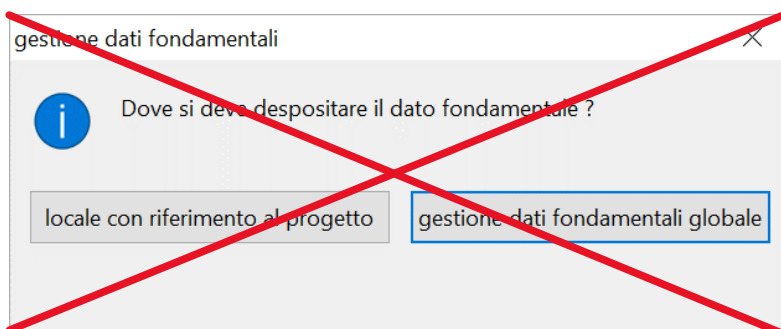 gestione dati fondamentali
Dove si deve despositare il dato fondamentale ?
locale con riferimento al progetto
gestione dati fondamentali globale